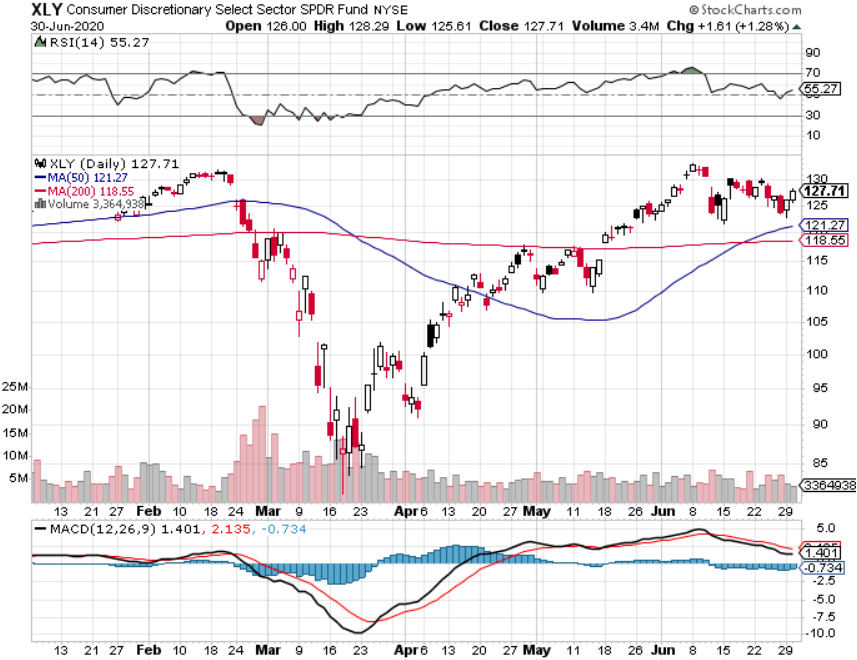 XLY Consumer Discretionary Select Sector SPDR Fund NYSE © StockCharts.com
30-Jun-2020 Open 126.00 High 128.29 Low 125.61 Close 127.71 Volume 3.4M Chg +1.61 (+1.28%)
RSI(14) 55.27
90
70
55.27
30
10
XLY (Daily) 127.71
MA(50) 121.27
MA(200) 118.55
Volume 3,364,938
130
127.71
125
121.27
118.55
115
110
105
100
95
90
85
25M
20M
15M
10M
5M
3364938
13 21 27 Feb 10 18 24 Mar 9 16 23 Apr 6 13 20 27 May 11 18 26 Jun 8 15 22 29
MACD(12,26,9) 1.401, 2.135, -0.734
5.0
1.401
-0.734
-2.5
-5.0
-7.5
-10.0
13 21 27 Feb 10 18 24 Mar 9 16 23 Apr 6 13 20 27 May 11 18 26 Jun 8 15 22 29